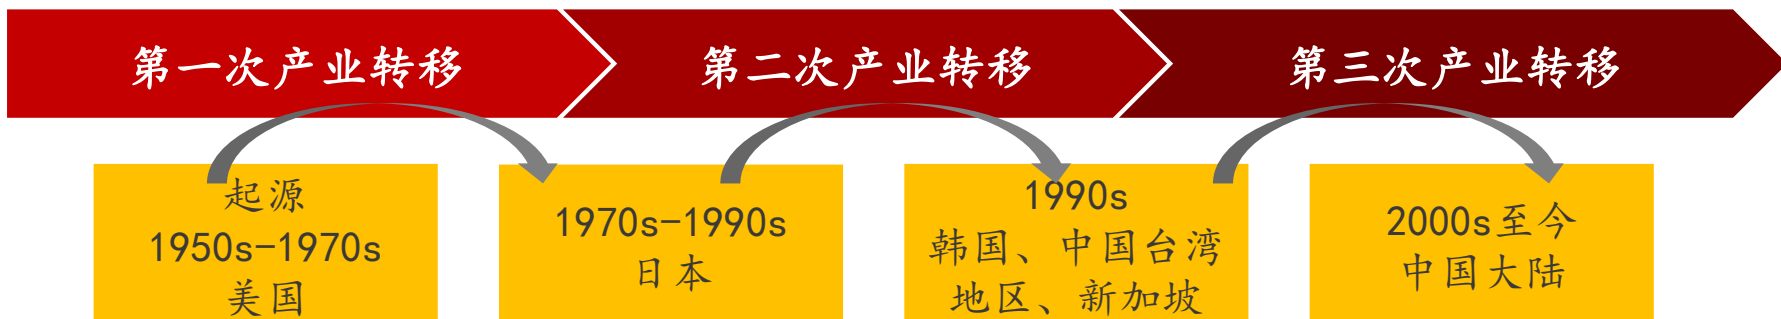 第一次产业转移
第二次产业转移
第三次产业转移
起源
1950s-1970s
美国
1970s-1990s
日本
1990s
韩国、中国台湾
地区、新加坡
2000s至今
中国大陆